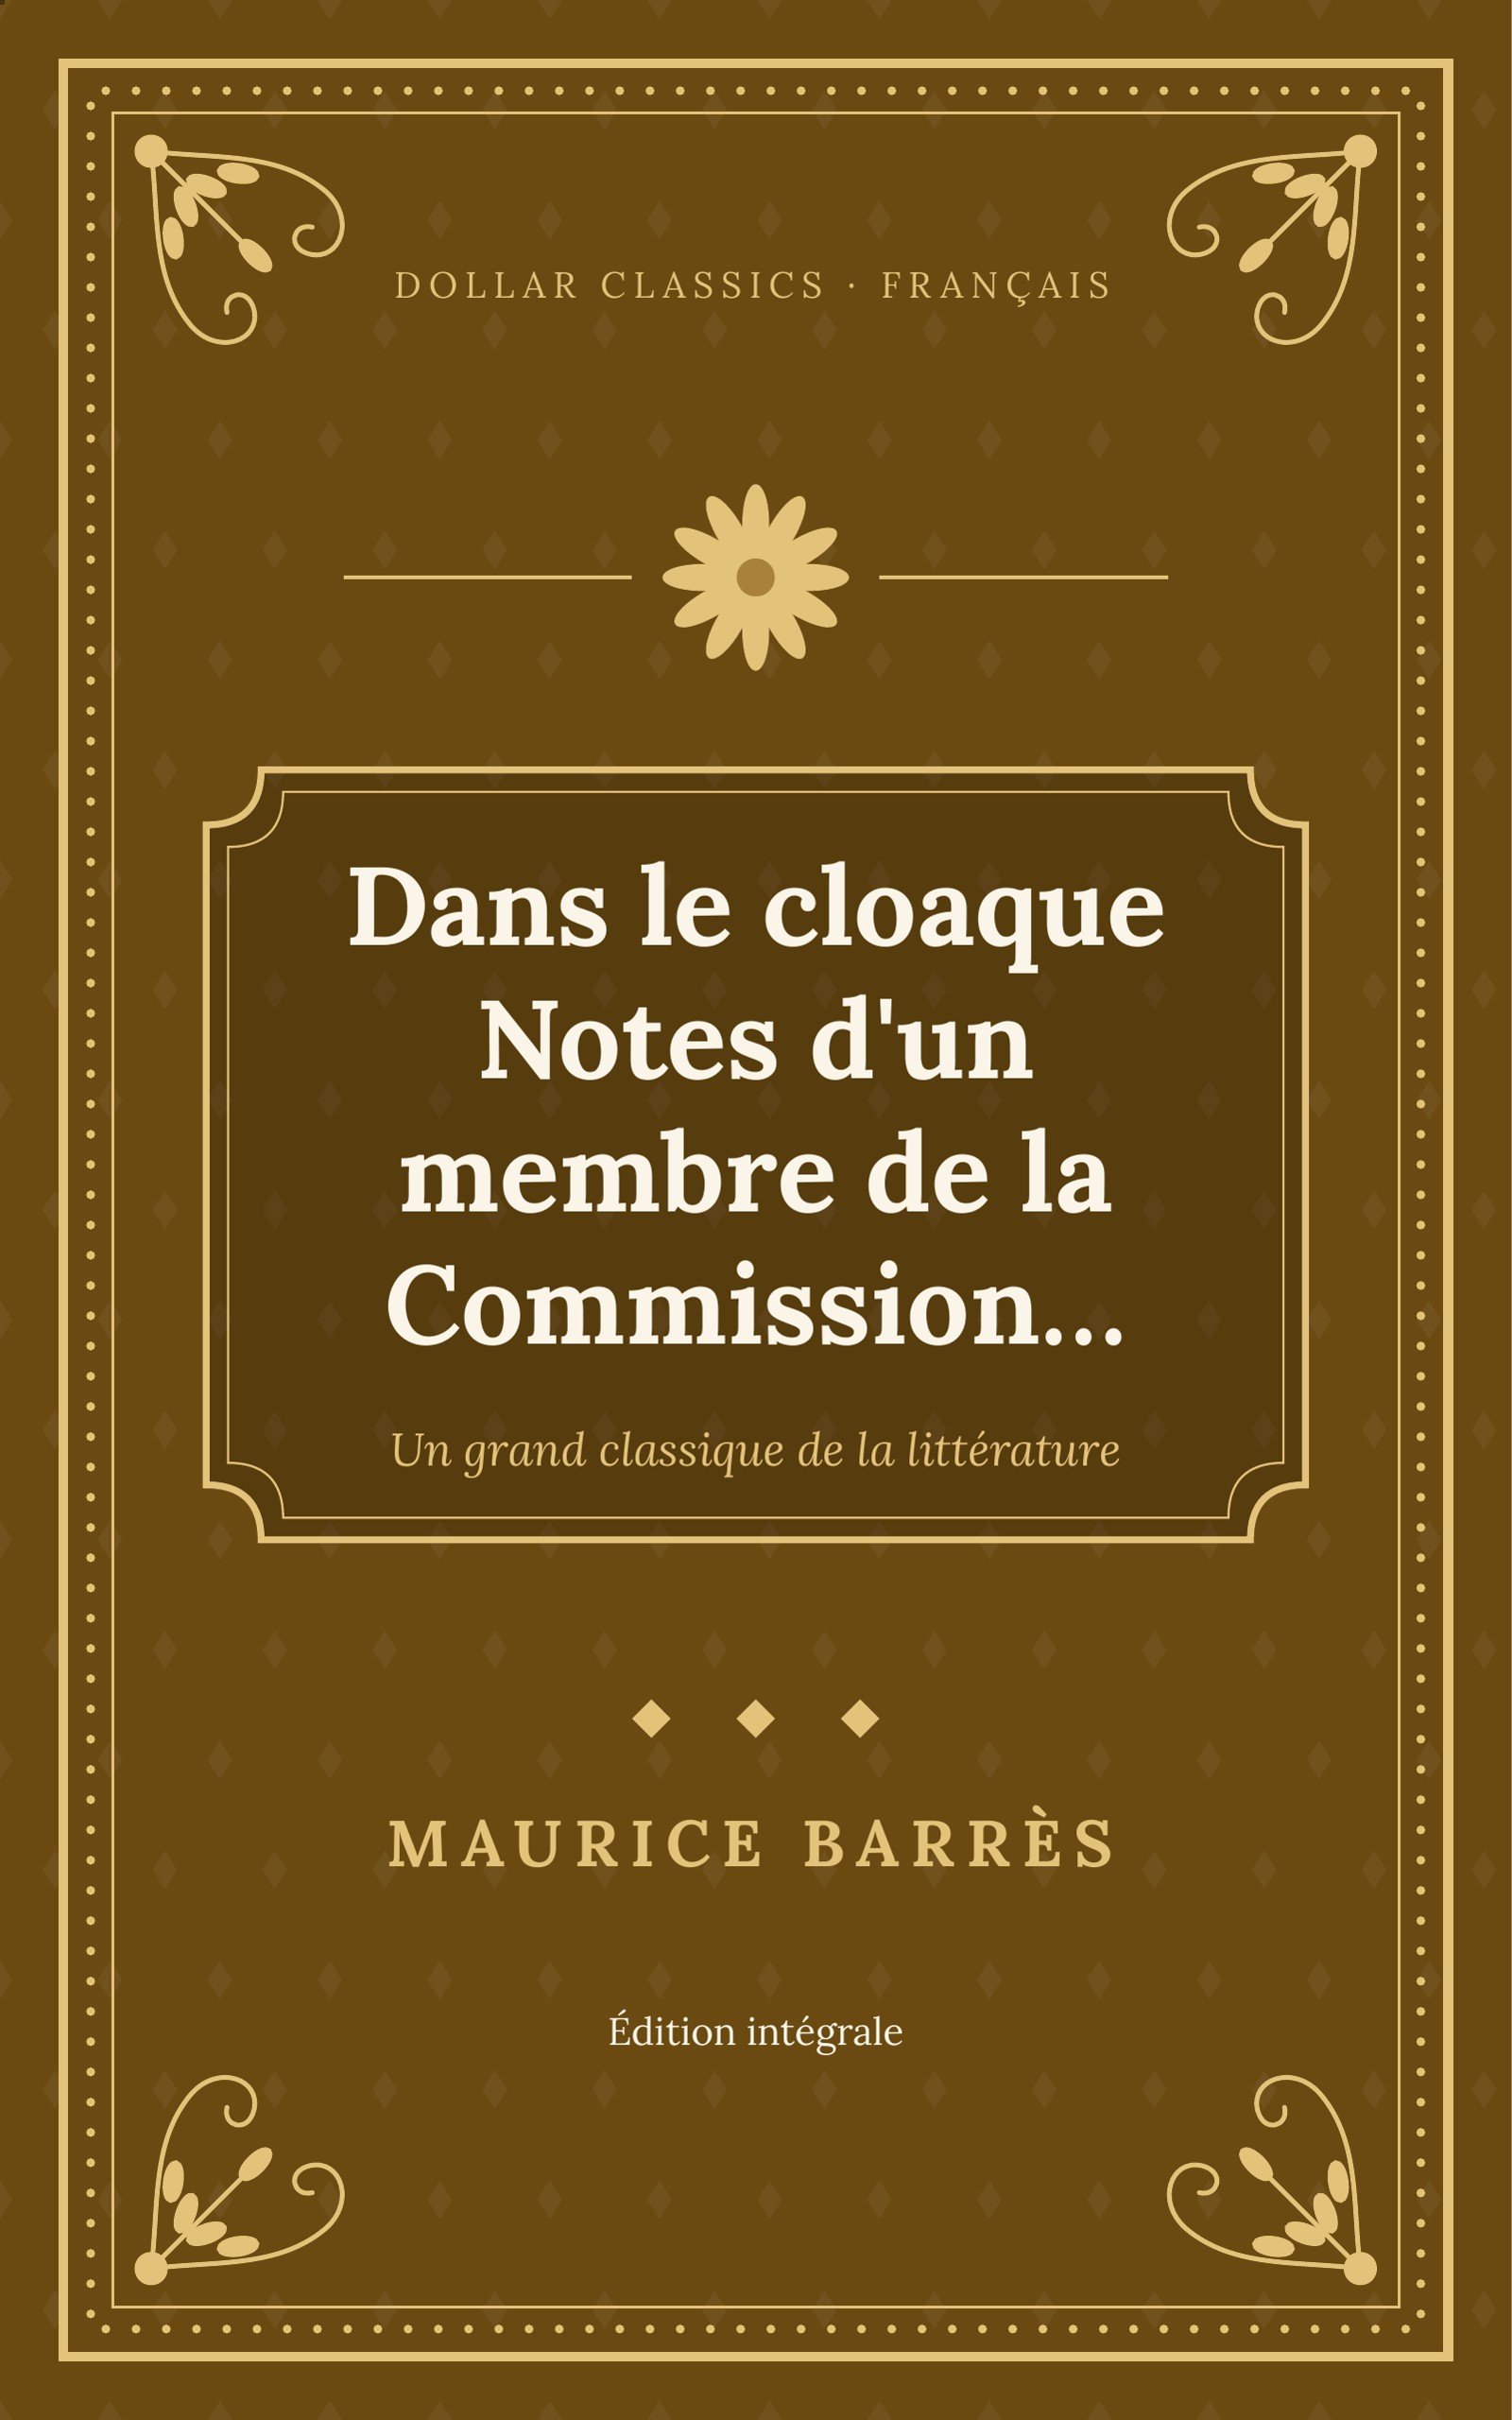 DOLLAR CLASSICS · FRANÇAIS
Dans le cloaque
Notes d'un
membre de la
Commission...
Un grand classique de la littérature
MAURICE BARRÈS
Édition intégrale